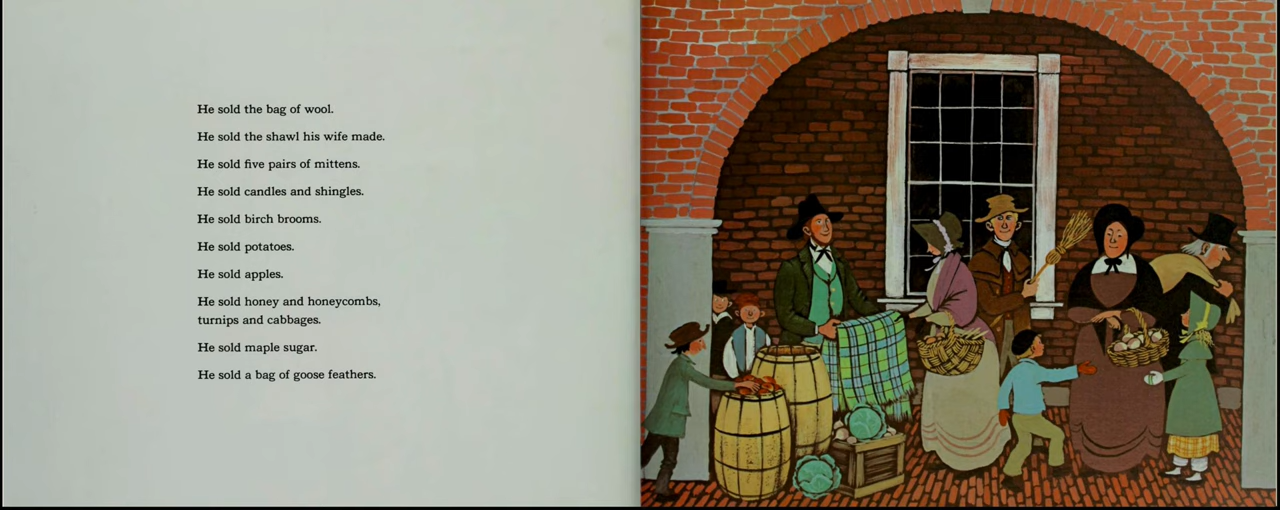 He sold the bag of wool.
He sold the shawl his wife made.
He sold five pairs of mittens.
He sold candles and shingles.
He sold birch brooms.
He sold potatoes.
He sold apples.
He sold honey and honeycombs,
turnips and cabbages.
He sold maple sugar.
He sold a bag of goose feathers.